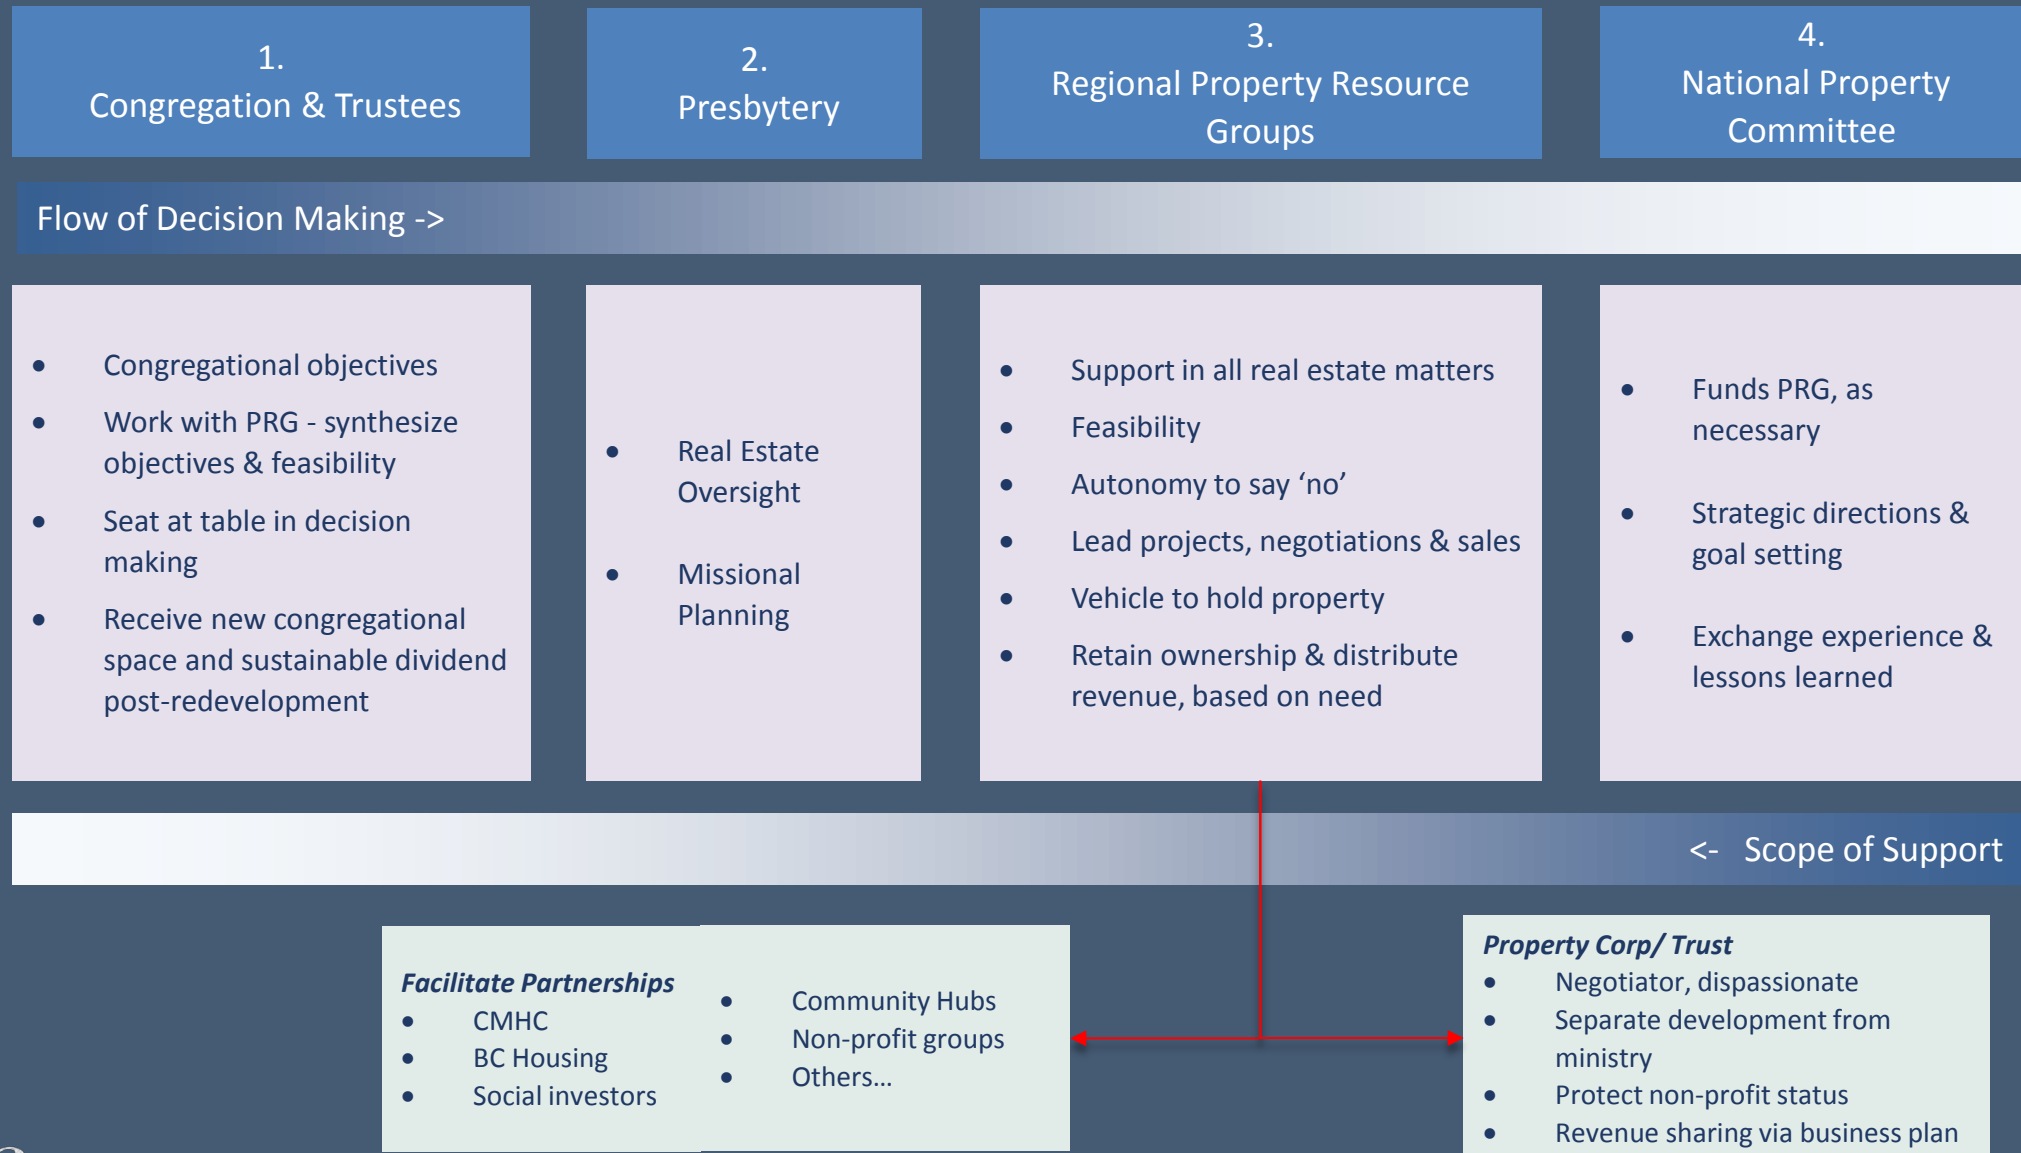 1.
Congregation & Trustees
2.
Presbytery
3.
Regional Property Resource
Groups
4.
National Property
Committee
Flow of Decision Making ->
• Congregational objectives
• Work with PRG - synthesize
objectives & feasibility
• Seat at table in decision
making
• Receive new congregational
space and sustainable dividend
post-redevelopment
• Real Estate
Oversight
• Missional
Planning
• Support in all real estate matters
• Feasibility
• Autonomy to say ‘no’
• Lead projects, negotiations & sales
• Vehicle to hold property
• Retain ownership & distribute
revenue, based on need
• Funds PRG, as
necessary
• Strategic directions &
goal setting
• Exchange experience &
lessons learned
<- Scope of Support
Facilitate Partnerships
• CMHC
• BC Housing
• Social investors
• Community Hubs
• Non-profit groups
• Others…
Property Corp/ Trust
• Negotiator, dispassionate
• Separate development from
ministry
• Protect non-profit status
• Revenue sharing via business plan